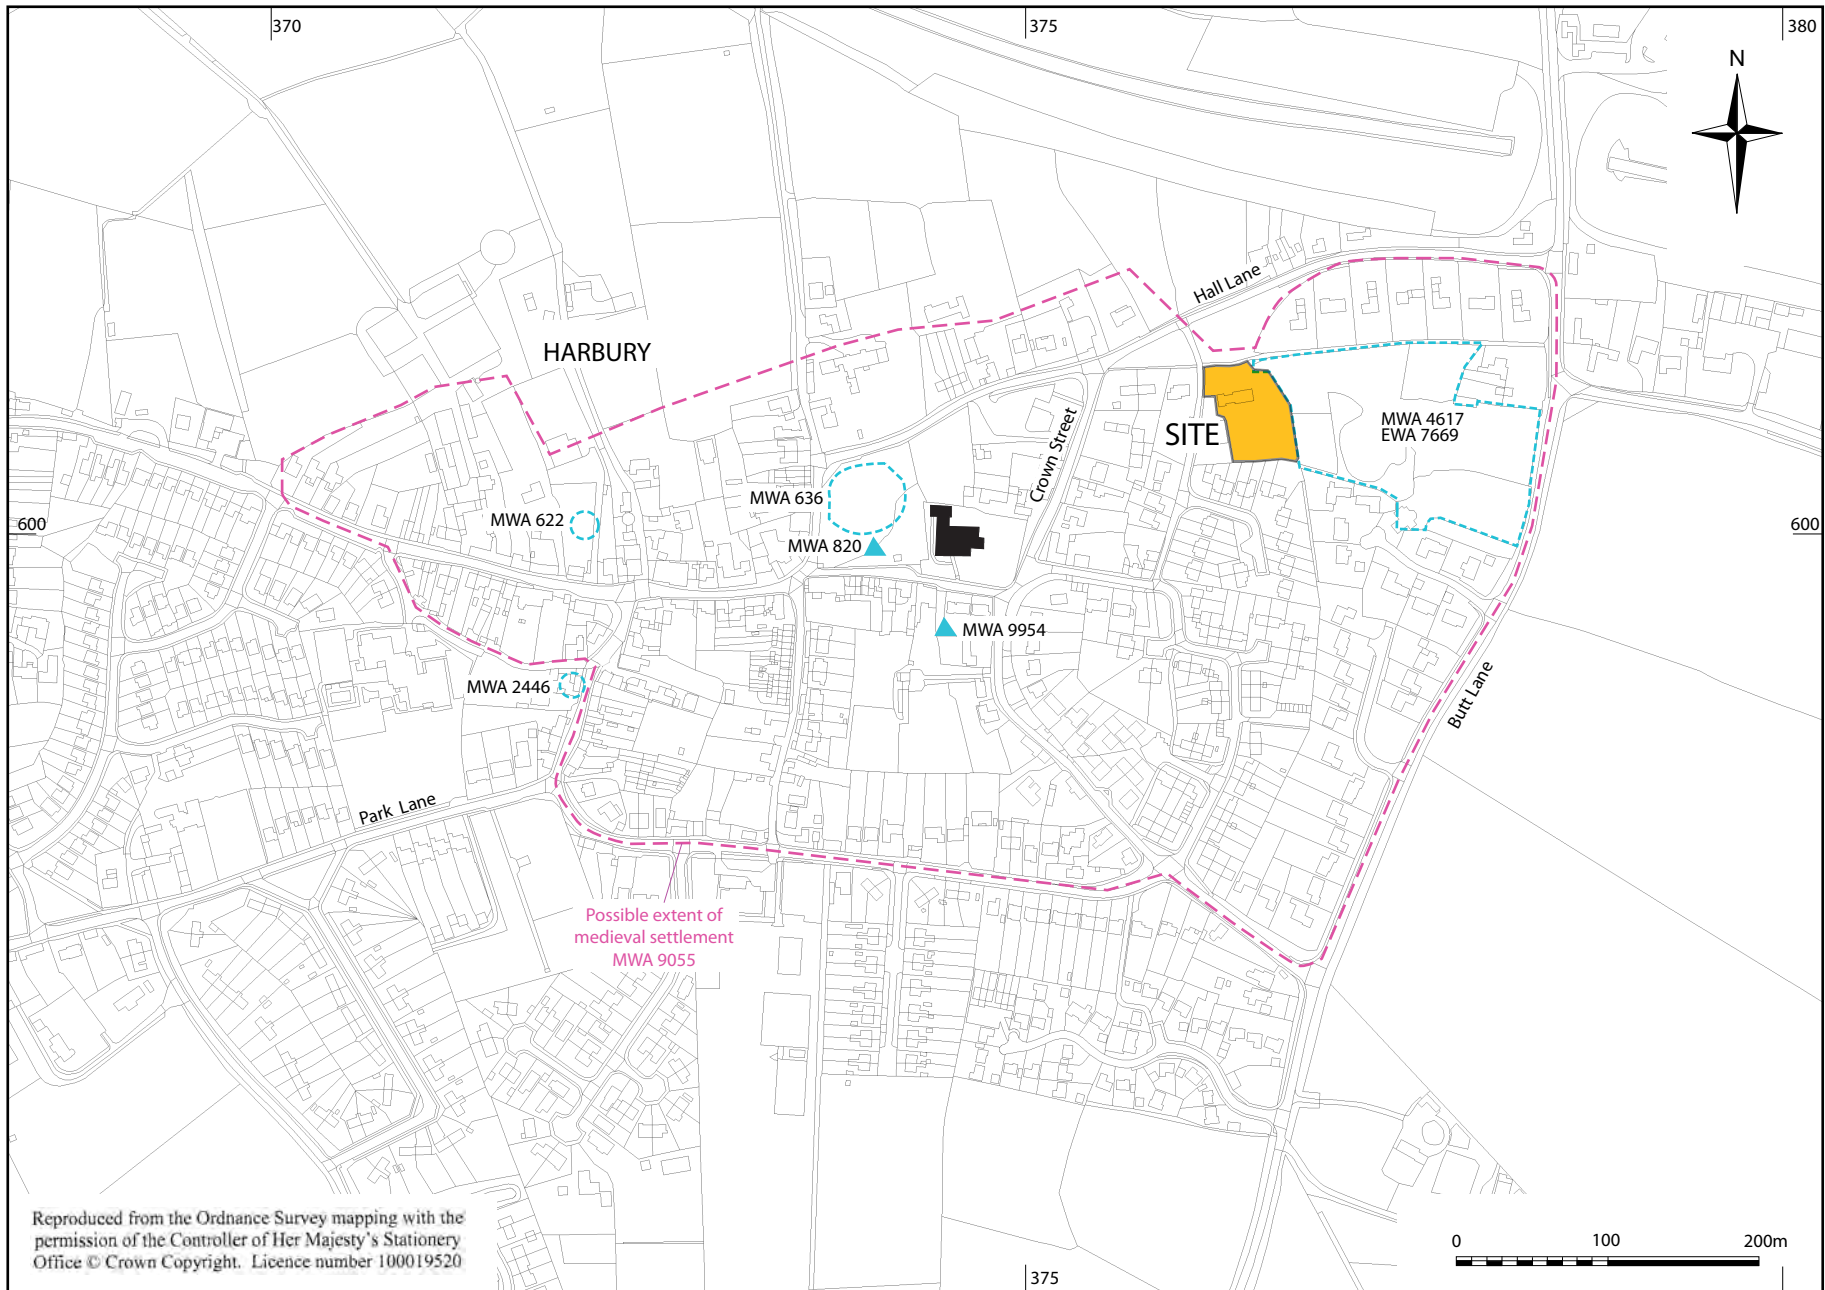 370
375
380
N
Hall Lane
HARBURY
Crown Street
SITE
MWA 4617
EWA 7669
MWA 636
MWA 622
600
600
MWA 820
MWA 9954
MWA 2446
Butt Lane
Park Lane
Possible extent of
medieval settlement
MWA 9055
Reproduced from the Ordnance Survey mapping with the
permission of the Controller of Her Majesty's Stationery
Office © Crown Copyright. Licence number 100019520
0 100 200m
375